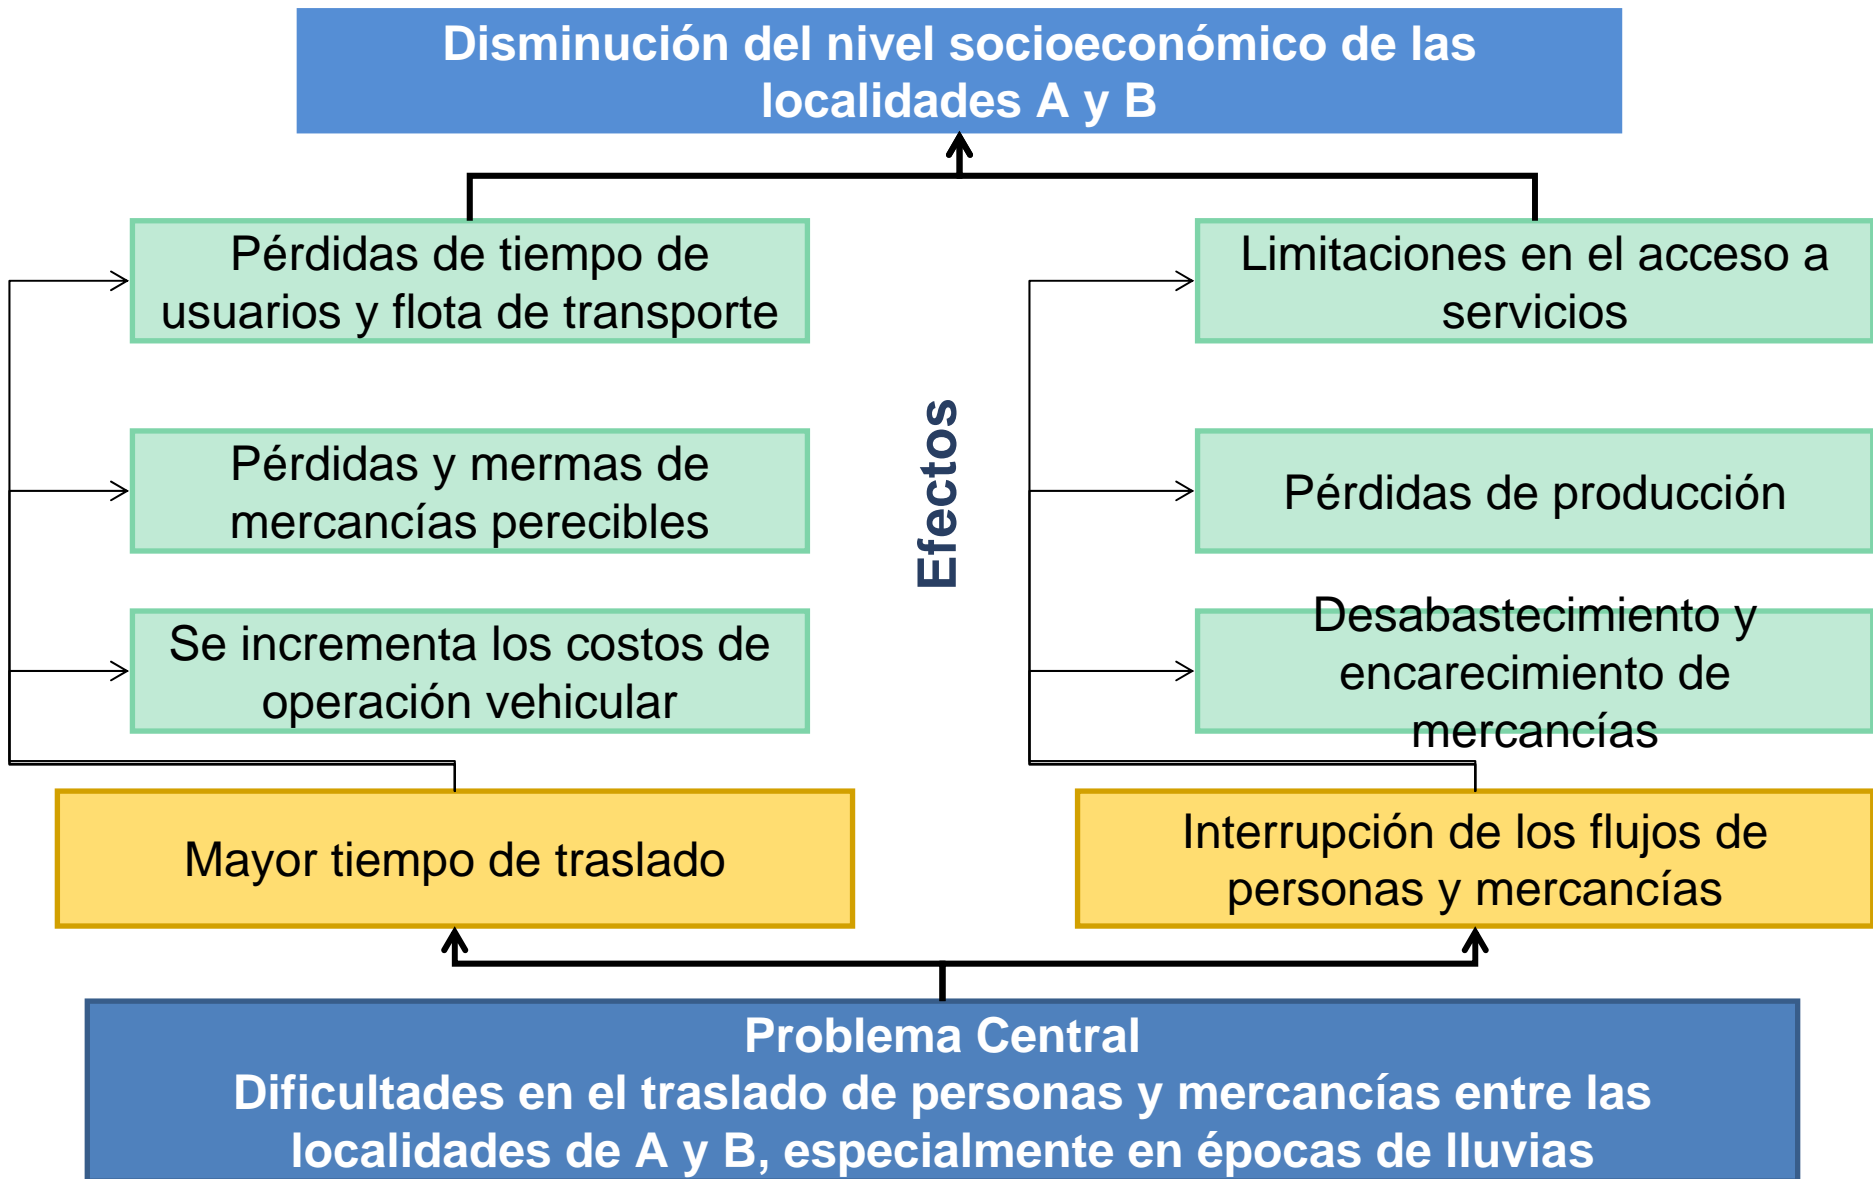 Disminución del nivel socioeconómico de las
localidades A y B
Pérdidas de tiempo de
usuarios y flota de transporte
Limitaciones en el acceso a
servicios
Efectos
Pérdidas y mermas de
mercancías perecibles
Pérdidas de producción
Se incrementa los costos de
operación vehicular
Desabastecimiento y
encarecimiento de
mercancías
Mayor tiempo de traslado
Interrupción de los flujos de
personas y mercancías
Problema Central
Dificultades en el traslado de personas y mercancías entre las
localidades de A y B, especialmente en épocas de lluvias